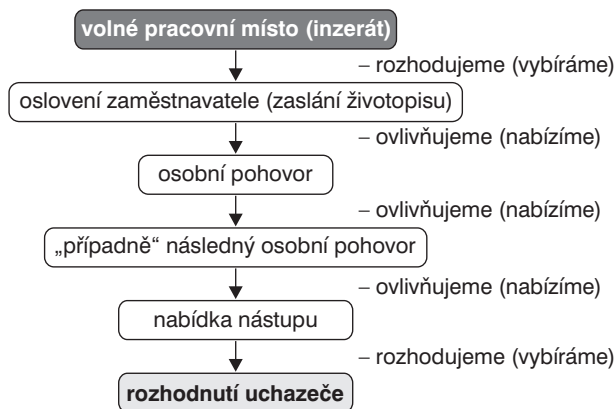 volné pracovní místo (inzerát)
– rozhodujeme (vybíráme)
oslovení zaměstnavatele (zaslání životopisu)
– ovlivňujeme (nabízíme)
osobní pohovor
– ovlivňujeme (nabízíme)
„případně“ následný osobní pohovor
– ovlivňujeme (nabízíme)
nabídka nástupu
– rozhodujeme (vybíráme)
rozhodnutí uchazeče